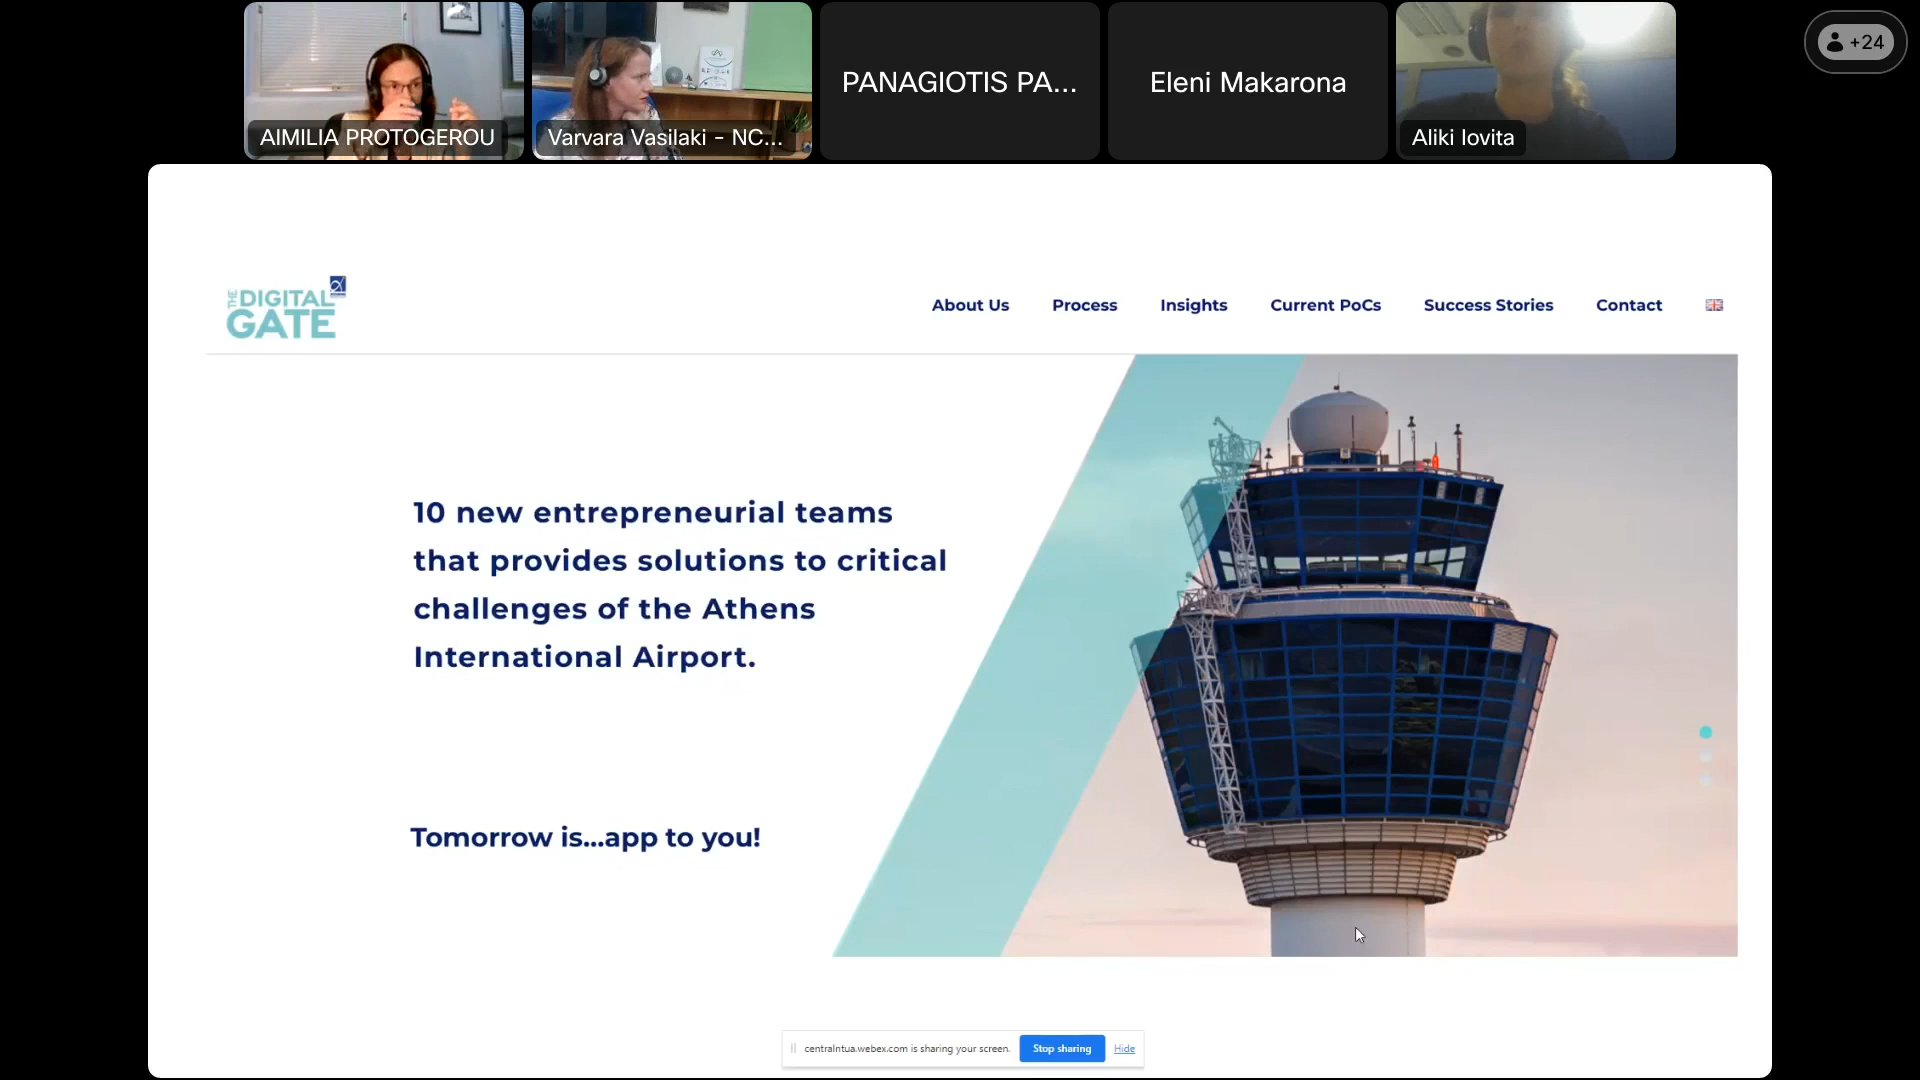 AIMILIA PROTOGEROU
Varvara Vasilaki - NC...
PANAGIOTIS PA...
Eleni Makarona
Aliki Iovita
+24
THE DIGITAL GATE
About Us Process Insights Current PoCs Success Stories Contact
10 new entrepreneurial teams
that provides solutions to critical
challenges of the Athens
International Airport.
Tomorrow is...app to you!
centralntua.webex.com is sharing your screen. Stop sharing Hide